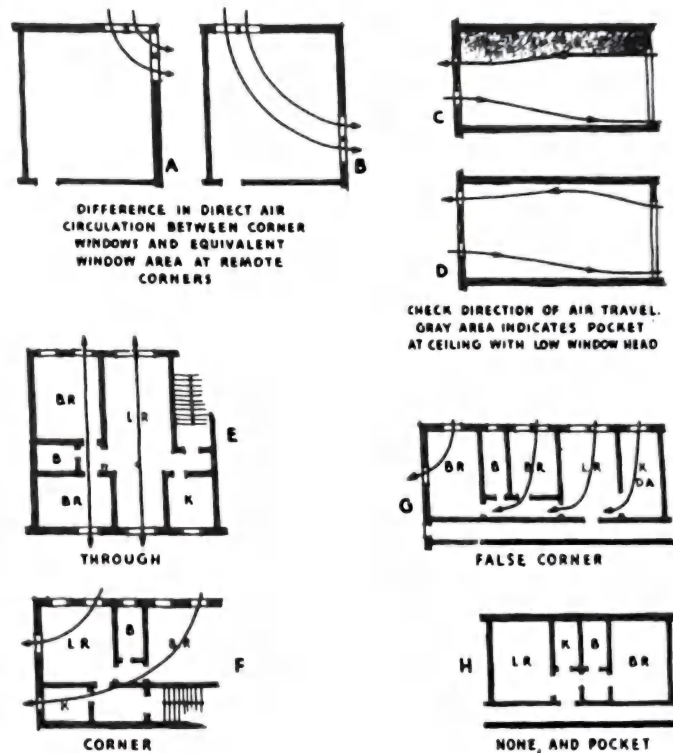 A
B
DIFFERENCE IN DIRECT AIR
CIRCULATION BETWEEN CORNER
WINDOWS AND EQUIVALENT
WINDOW AREA AT REMOTE
CORNERS
C
D
CHECK DIRECTION OF AIR TRAVEL.
GRAY AREA INDICATES POCKET
AT CEILING WITH LOW WINDOW HEAD
BR
LR
E
B
BR
K
THROUGH
BR
B
BR
LR
K
DA
G
FALSE CORNER
LR
B
BR
F
K
CORNER
H
LR
K
B
BR
NONE, AND POCKET